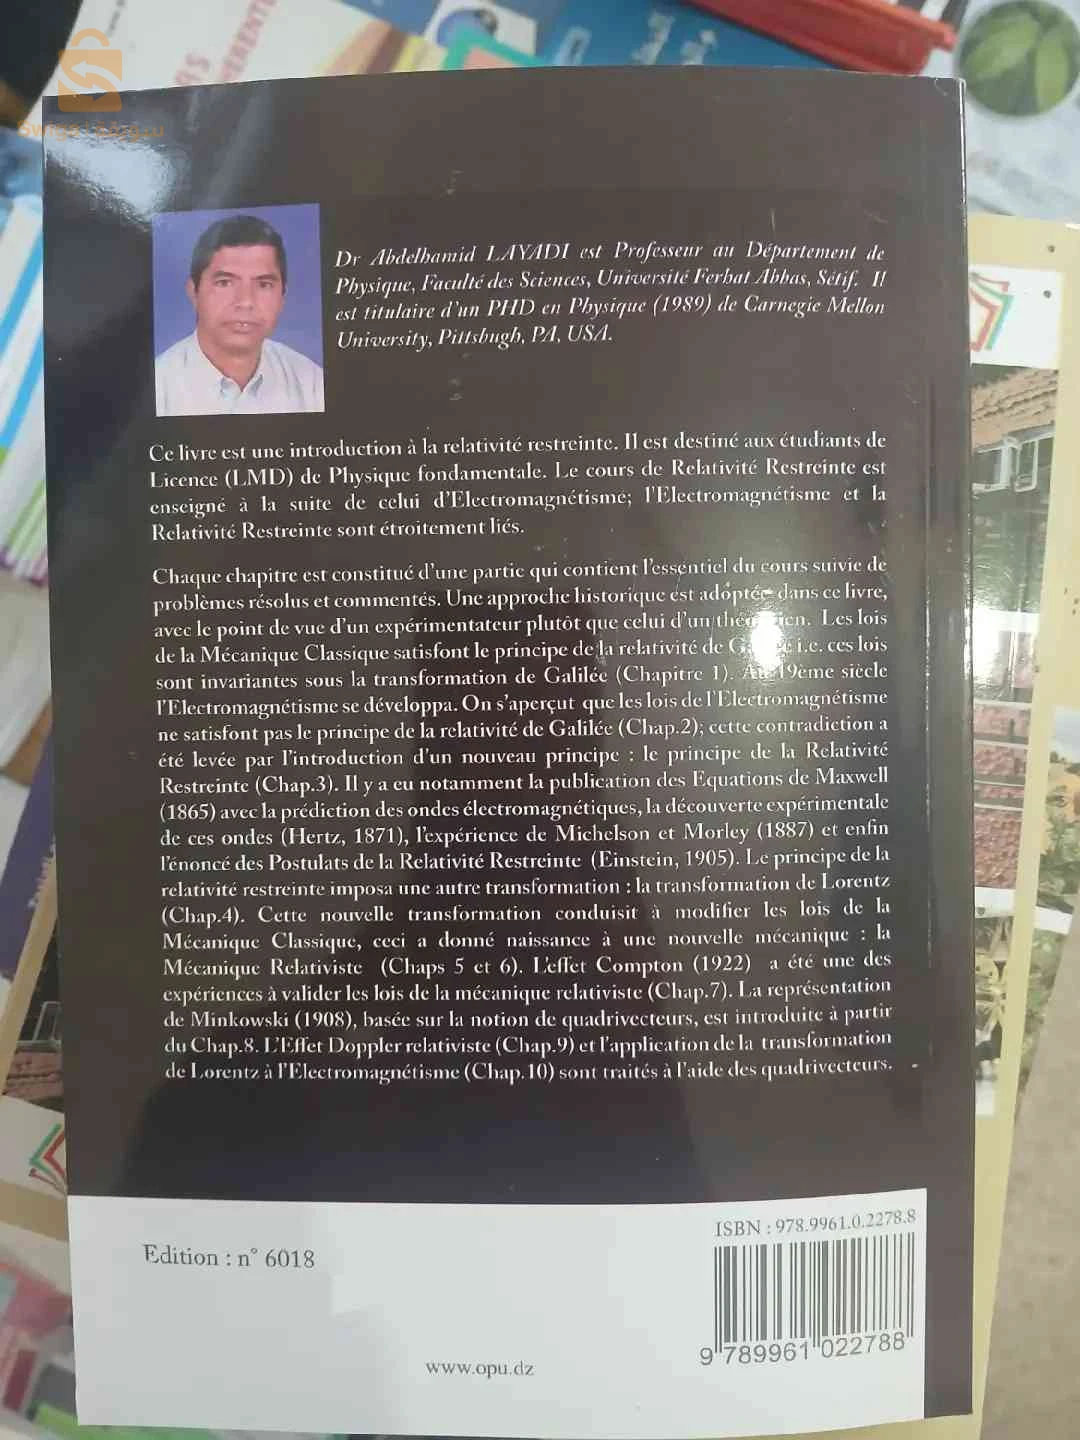 Swigs سويقة
Dr Abdelhamid LAYADI est Professeur au Département de
Physique, Faculté des Sciences, Université Ferhat Abbas, Sétif. Il
est titulaire d'un PHD en Physique (1989) de Carnegie Mellon
University, Pittsbugh, PA, USA.
Ce livre est une introduction à la relativité restreinte. Il est destiné aux étudiants de
Licence (LMD) de Physique fondamentale. Le cours de Relativité Restreinte est
enseigné à la suite de celui d'Electromagnétisme; l'Electromagnétisme et la
Relativité Restreinte sont étroitement liés.
Chaque chapitre est constitué d'une partie qui contient l'essentiel du cours suivie de
problèmes résolus et commentés. Une approche historique est adoptée dans ce livre,
avec le point de vue d'un expérimentateur plutôt que celui d'un théoricien. Les lois
de la Mécanique Classique satisfont le principe de la relativité de i.e. ces lois
sont invariantes sous la transformation de Galilée (Chapitre 1). Au 19ème siècle
l'Electromagnétisme se développa. On s'aperçut que les lois de l'Electromagnétisme
ne satisfont pas le principe de la relativité de Galilée (Chap.2); cette contradiction a
été levée par l'introduction d'un nouveau principe : le principe de la Relativité
Restreinte (Chap.3). Il y a eu notamment la publication des Equations de Maxwell
(1865) avec la prédiction des ondes électromagnétiques, la découverte expérimentale
de ces ondes (Hertz, 1871), l'expérience de Michelson et Morley (1887) et enfin
l'énoncé des Postulats de la Relativité Restreinte (Einstein, 1905). Le principe de la
relativité restreinte imposa une autre transformation : la transformation de Lorentz
(Chap.4). Cette nouvelle transformation conduisit à modifier les lois de la
Mécanique Classique, ceci a donné naissance à une nouvelle mécanique : la
Mécanique Relativiste (Chaps 5 et 6). L'effet Compton (1922) a été une des
expériences à valider les lois de la mécanique relativiste (Chap.7). La représentation
de Minkowski (1908), basée sur la notion de quadrivecteurs, est introduite à partir
du Chap.8. L'Effet Doppler relativiste (Chap.9) et l'application de la transformation
de Lorentz à l'Electromagnétisme (Chap.10) sont traités à l'aide des quadrivecteurs.
Edition : n° 6018
ISBN : 978.9961.0.2278.8
9 789961 022788
www.opu.dz